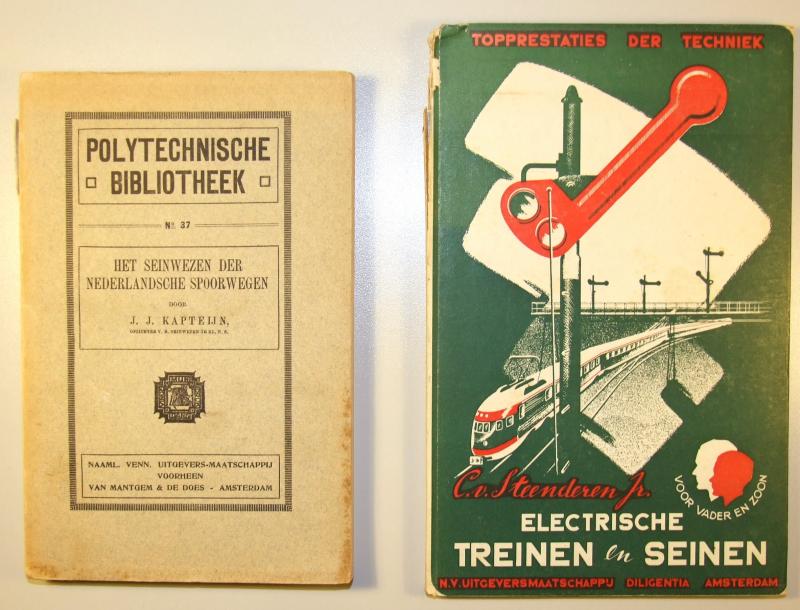 POLYTECHNISCHE
BIBLIOTHEEK
No. 37
HET SEINWEZEN DER
NEDERLANDSCHE SPOORWEGEN
DOOR
J. J. KAPTEIJN,
NAAML. VENN. UITGEVERS-MAATSCHAPPIJ
VOORHEEN
VAN MANTGEM & DE DOES - AMSTERDAM
TOPPRESTATIES DER TECHNIEK
C. v. Steenderen Jr.
VOOR VADER EN ZOON
ELECTRISCHE
TREINEN en SEINEN
N.V. UITGEVERSMAATSCHAPPIJ DILIGENTIA AMSTERDAM